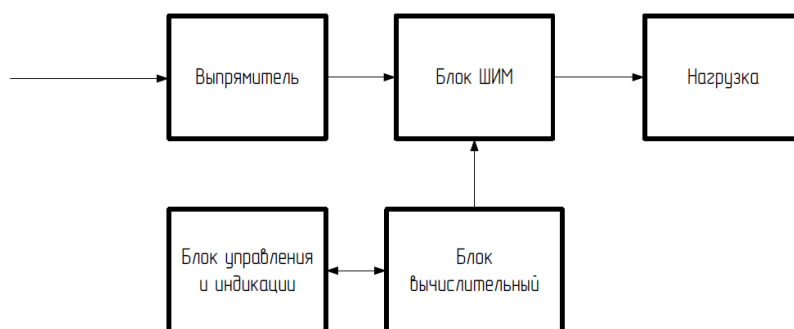 Выпрямитель
Блок ШИМ
Нагрузка
Блок управления
и индикации
Блок
вычислительный